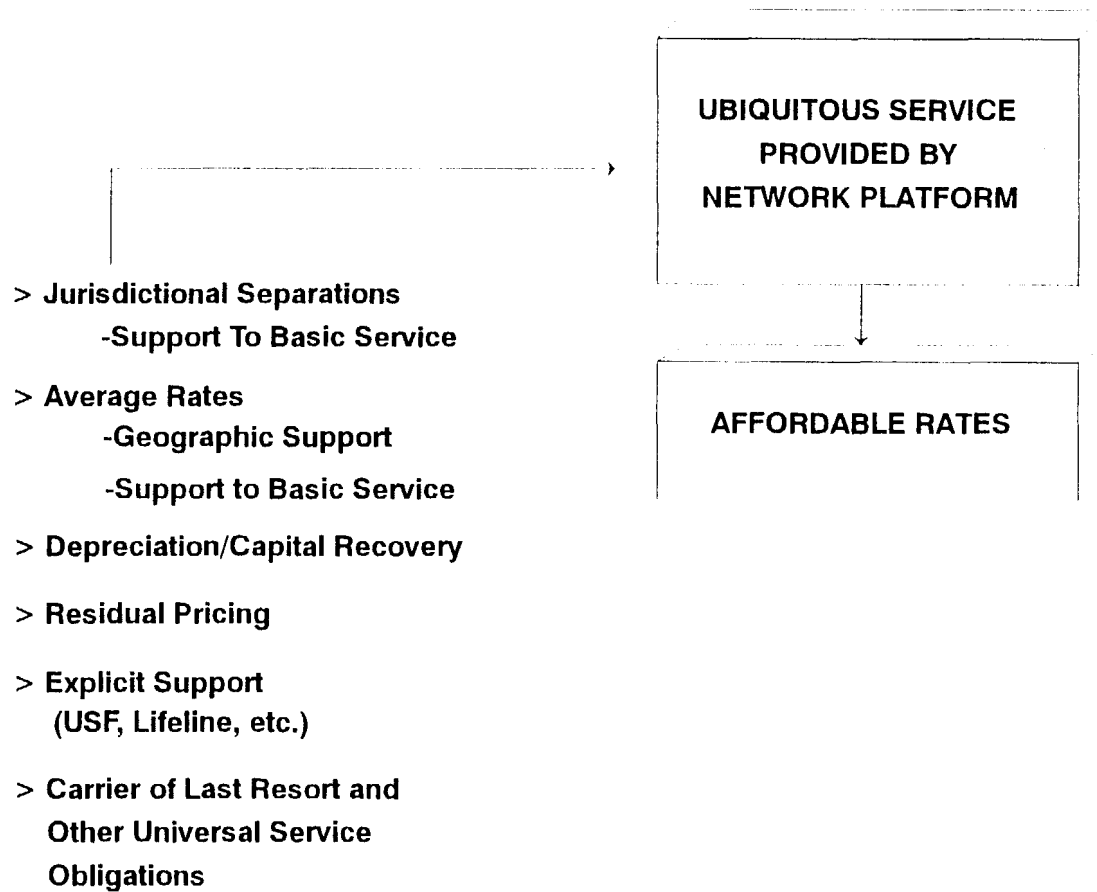 UBIQUITOUS SERVICE
PROVIDED BY
NETWORK PLATFORM
> Jurisdictional Separations
-Support To Basic Service
> Average Rates
-Geographic Support
-Support to Basic Service
> Depreciation/Capital Recovery
> Residual Pricing
> Explicit Support
(USF, Lifeline, etc.)
> Carrier of Last Resort and
Other Universal Service
Obligations
AFFORDABLE RATES